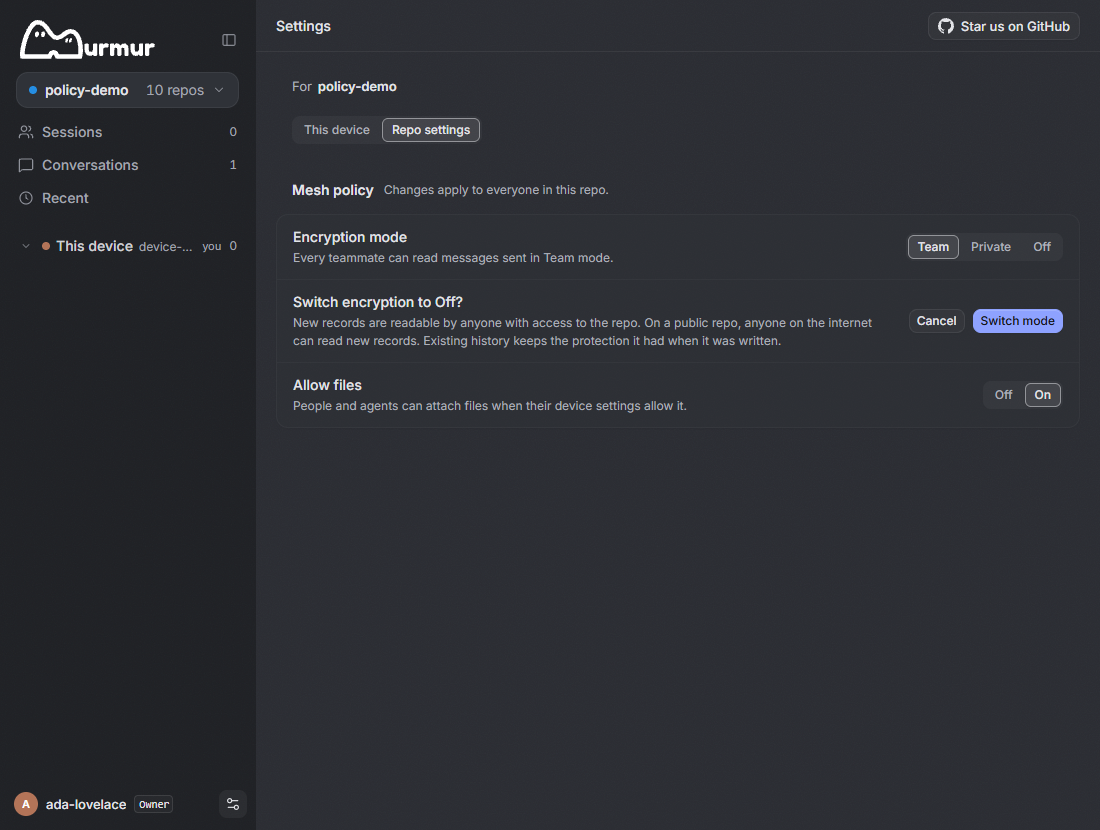 urmur
Settings
Star us on GitHub
policy-demo 10 repos
Sessions 0
Conversations 1
Recent
This device device-... you 0
For policy-demo
This device Repo settings
Mesh policy Changes apply to everyone in this repo.
Encryption mode
Every teammate can read messages sent in Team mode.
Team Private Off
Switch encryption to Off?
New records are readable by anyone with access to the repo. On a public repo, anyone on the internet
can read new records. Existing history keeps the protection it had when it was written.
Cancel Switch mode
Allow files
People and agents can attach files when their device settings allow it.
Off On
A ada-lovelace Owner